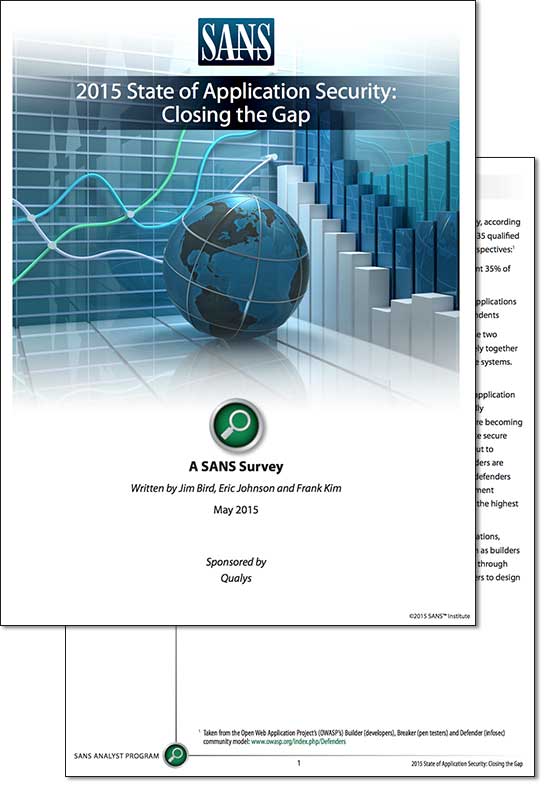 SANS
2015 State of Application Security:
Closing the Gap
A SANS Survey
Written by Jim Bird, Eric Johnson and Frank Kim
May 2015
Sponsored by
Qualys
©2015 SANS™ Institute
according
35 qualified
spectives:¹
nt 35% of
applications
ndents
e two
ely together
e systems.
application
re becoming
e secure
ut to
ders are
defenders
ment
the highest
ations,
as builders
through
ers to design
¹ Taken from the Open Web Application Project's (OWASP's) Builder (developers), Breaker (pen testers) and Defender (infosec)
community model: www.owasp.org/index.php/Defenders
SANS ANALYST PROGRAM
1
2015 State of Application Security: Closing the Gap